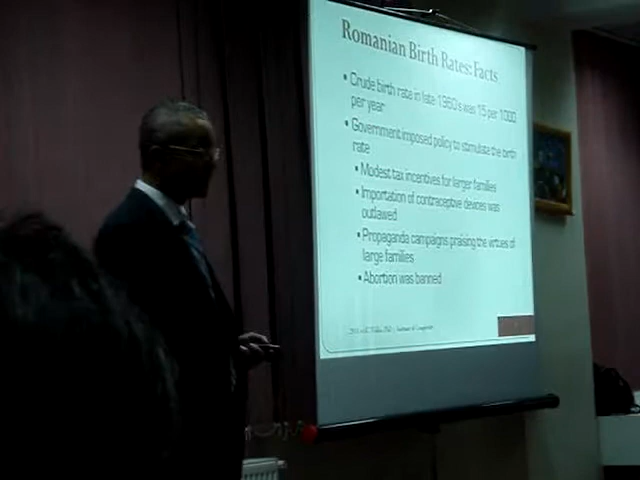 Romanian Birth Rates: Facts
• Crude birth rate in late 1960's was 15 per 1000
per year
• Government imposed policy to stimulate the birth
rate
• Modest tax incentives for larger families
• Importation of contraceptive devices was
outlawed
• Propaganda campaigns praising the virtues of
large families
• Abortion was banned